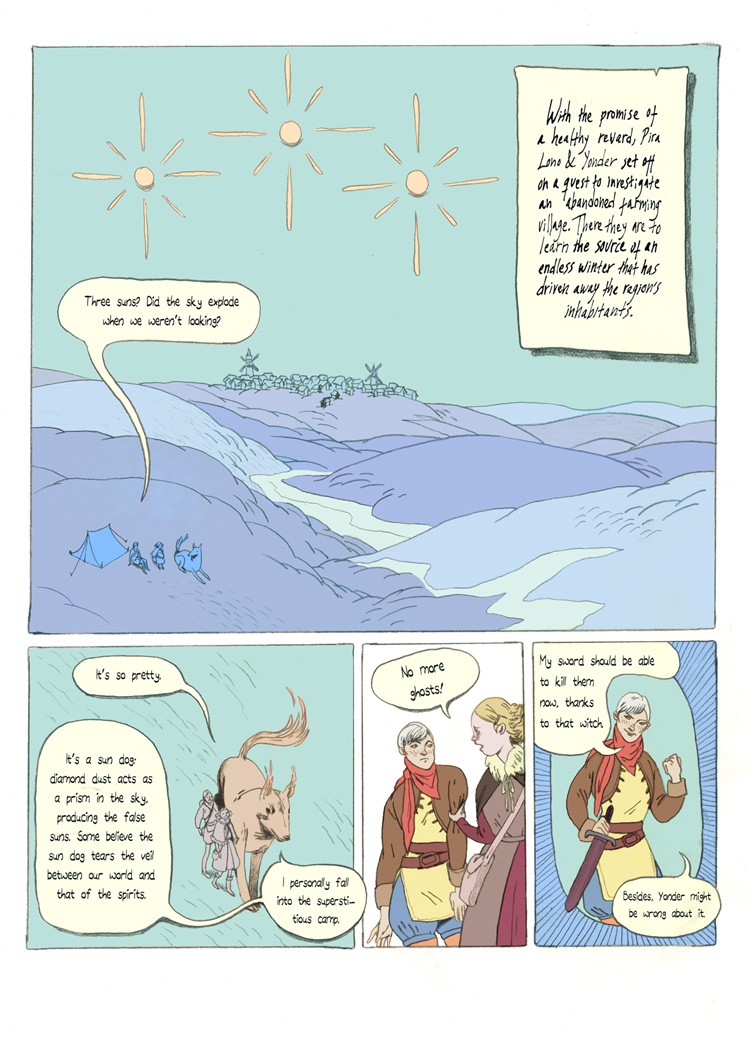 With the promise of
a healthy revard, Pira
Lono & Yonder set off
on a quest to investigate
an abandoned farming
village. There they are to
learn the source of an
endless winter that has
driven away the region's
inhabitants.
Three suns? Did the sky explode
when we weren't looking?
It's so pretty.
It's a sun dog:
diamond dust acts as
a prism in the sky,
producing the false
suns. Some believe the
sun dog tears the veil
between our world and
that of the spirits.
I personally fall
into the supersti-
tious camp.
No more
ghosts!
My sword should be able
to kill them
now, thanks
to that witch.
Besides, Yonder might
be wrong about it.